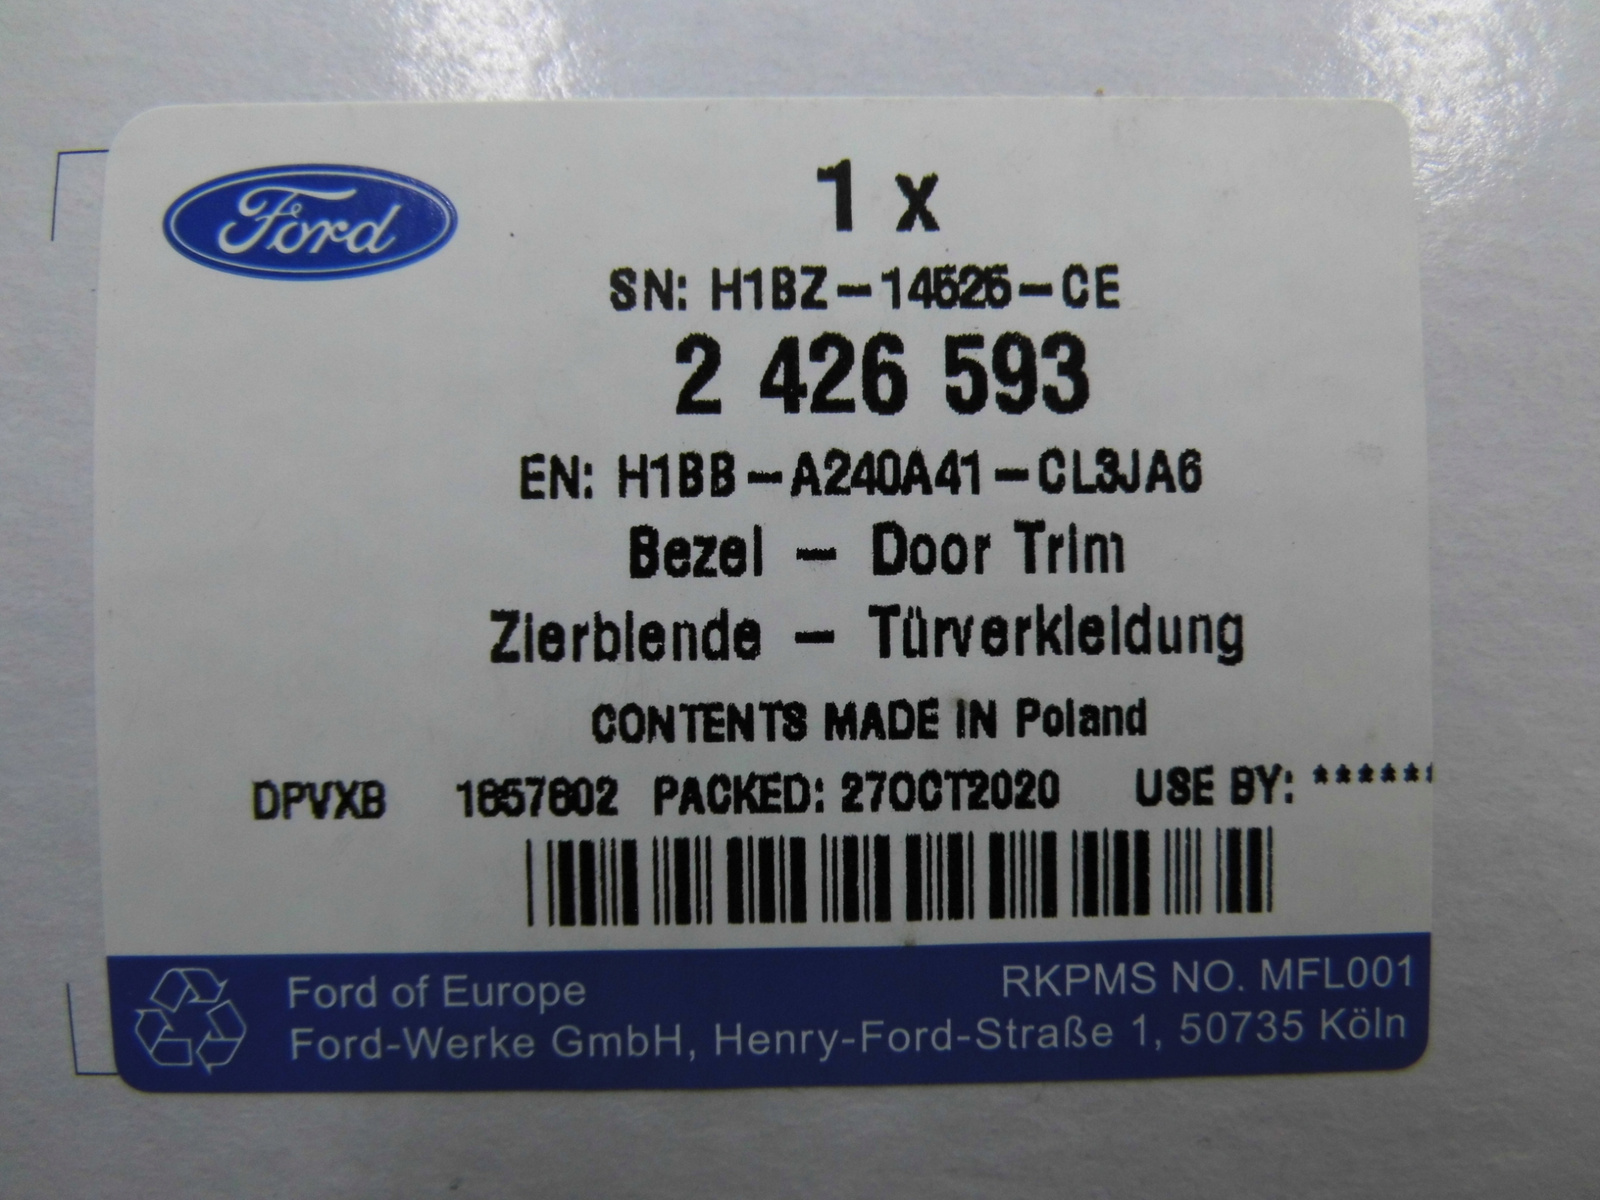 Ford
1 x
SN: H1BZ-14526-CE
2 426 593
EN: H1BB-A240A41-CL3JA6
Bezel - Door Trim
Zierblende - Türverkleidung
CONTENTS MADE IN Poland
DPVXB 1657802 PACKED: 27OCT2020 USE BY: ******
Ford of Europe RKPMS NO. MFL001
Ford-Werke GmbH, Henry-Ford-Straße 1, 50735 Köln